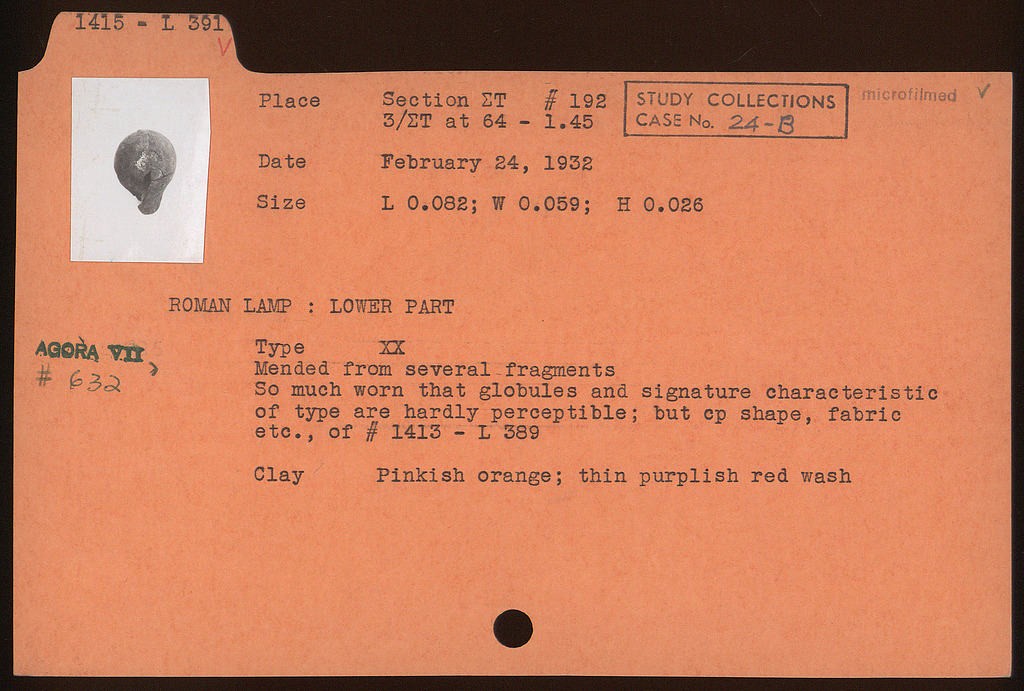 1415 - L 391
Place Section ΣT # 192
3/ΣT at 64 - 1.45
STUDY COLLECTIONS
CASE No. 24-B
microfilmed ✓
Date February 24, 1932
Size L 0.082; W 0.059; H 0.026
ROMAN LAMP : LOWER PART
AGORA VII,
# 632
Type XX
Mended from several fragments
So much worn that globules and signature characteristic
of type are hardly perceptible; but cp shape, fabric
etc., of # 1413 - L 389
Clay Pinkish orange; thin purplish red wash